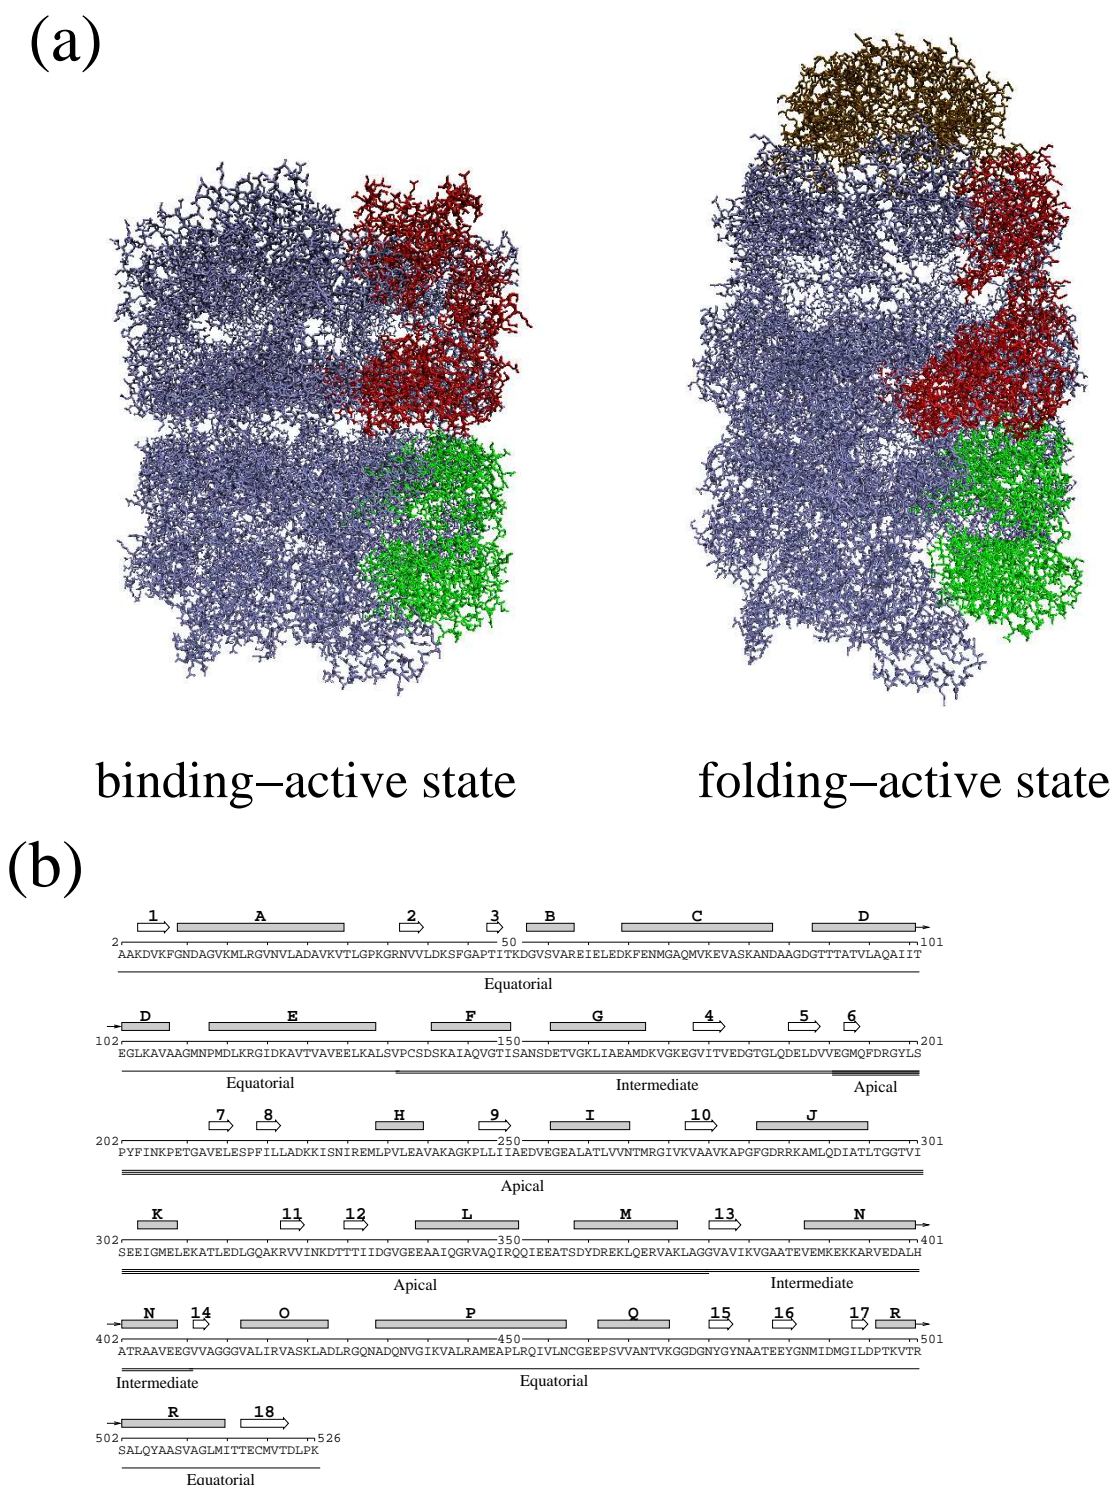 (a)
binding−active state
folding−active state
(b)
1 A 2 3 B C D
2 50 101
AAKDVKFGNDAGVKMLRGVNVLADAVKVTLGPKGRNVVLDKSFGAPTITKDGVSVAREIELEDKFENMGAQMVKEVASKANDAAGDGTTTATVLAQAIIT
Equatorial
D E F G 4 5 6
102 150 201
EGLKAVAAGMNPMDLKRGIDKAVTVAVEELKALSVPCSDSKAIAQVGTISANSDETVGKLIAEAMDKVGKEGVITVEDGTGLQDELDVVEGMQFDRGYLS
Equatorial Intermediate Apical
7 8 H 9 I 10 J
202 250 301
PYFINKPETGAVELESPFILLADKKISNIREMLPVLEAVAKAGKPLLIIAEDVEGEALATLVVNTMRGIVKVAAVKAPGFGDRRKAMLQDIATLTGGTVI
Apical
K 11 12 L M 13 N
302 350 401
SEEIGMELEKATLEDLGQAKRVVINKDTTTIIDGVGEEAAIQGRVAQIRQQIEEATSDYDREKLQERVAKLAGGVAVIKVGAATEVEMKEKKARVEDALH
Apical Intermediate
N 14 O P Q 15 16 17 R
402 450 501
ATRAAVEEGVVAGGGVALIRVASKLADLRGQNADQNVGIKVALRAMEAPLRQIVLNCGEEPSVVANTVKGGDGNYGYNAATEEYGNMIDMGILDPTKVTR
Intermediate Equatorial
R 18
502 526
SALQYAASVAGLMITTECMVTDLPK
Equatorial